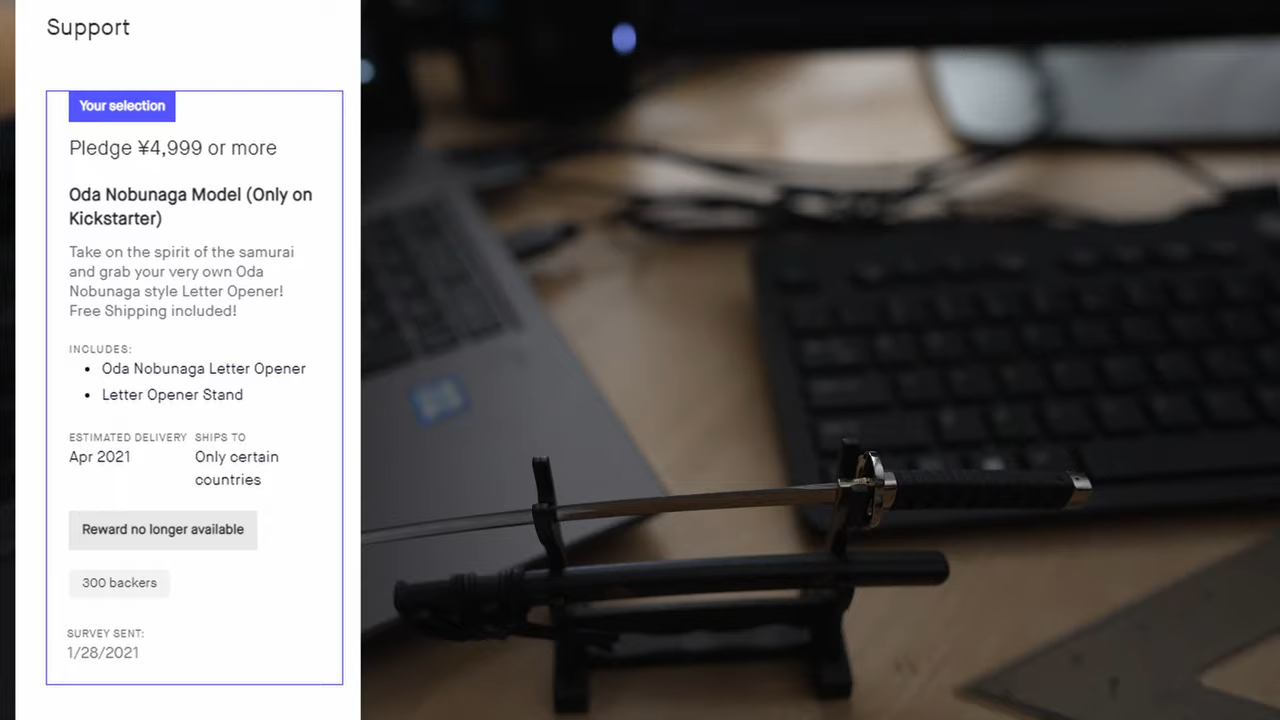 Support
Your selection
Pledge ¥4,999 or more
Oda Nobunaga Model (Only on
Kickstarter)
Take on the spirit of the samurai
and grab your very own Oda
Nobunaga style Letter Opener!
Free Shipping included!
INCLUDES:
• Oda Nobunaga Letter Opener
• Letter Opener Stand
ESTIMATED DELIVERY
Apr 2021
SHIPS TO
Only certain
countries
Reward no longer available
300 backers
SURVEY SENT:
1/28/2021